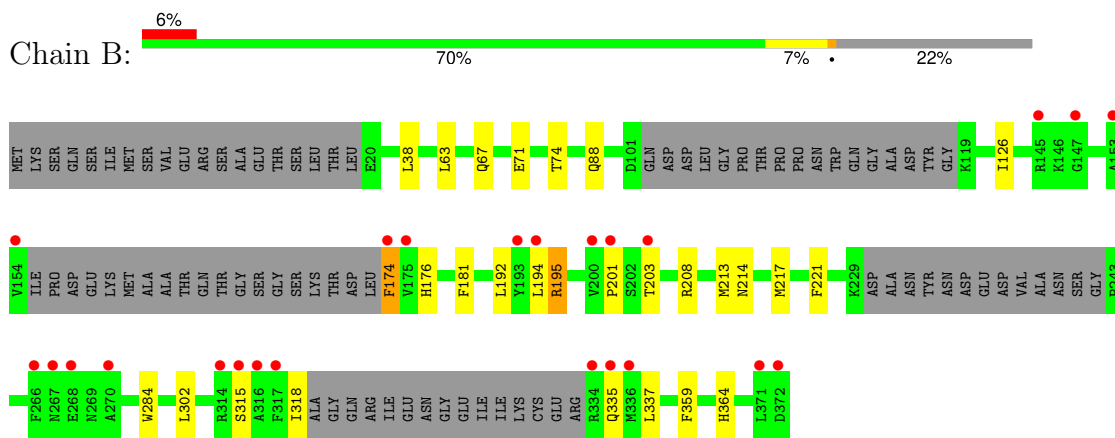 6%
Chain B:
70% 7% • 22%
MET LYS SER GLN SER ILE MET SER VAL GLU ARG SER ALA GLU THR SER LEU THR LEU E20 L38 L63 Q67 E71 T74 Q88 D101 GLN ASP ASP LEU GLY PRO THR PRO PRO ASN TRP GLN GLY ALA ASP TYR GLY K119 I126 R145 K146 G147 A153
V154 ILE PRO ASP GLU LYS MET ALA ALA THR GLN THR GLY SER GLY SER LYS THR ASP LEU F174 V175 H176 F181 L192 Y193 L194 R195 V200 P201 S202 T203 R208 M213 N214 M217 F221 K229 ASP ALA ASN TYR ASN ASP GLU ASP VAL ALA ASN SER GLY P243
F266 N267 E268 N269 A270 W284 L302 R314 S315 A316 F317 I318 ALA GLY GLN ARG ILE GLU ASN GLY GLU ILE ILE LYS CYS GLU ARG R334 Q335 M336 L337 F359 H364 L371 D372